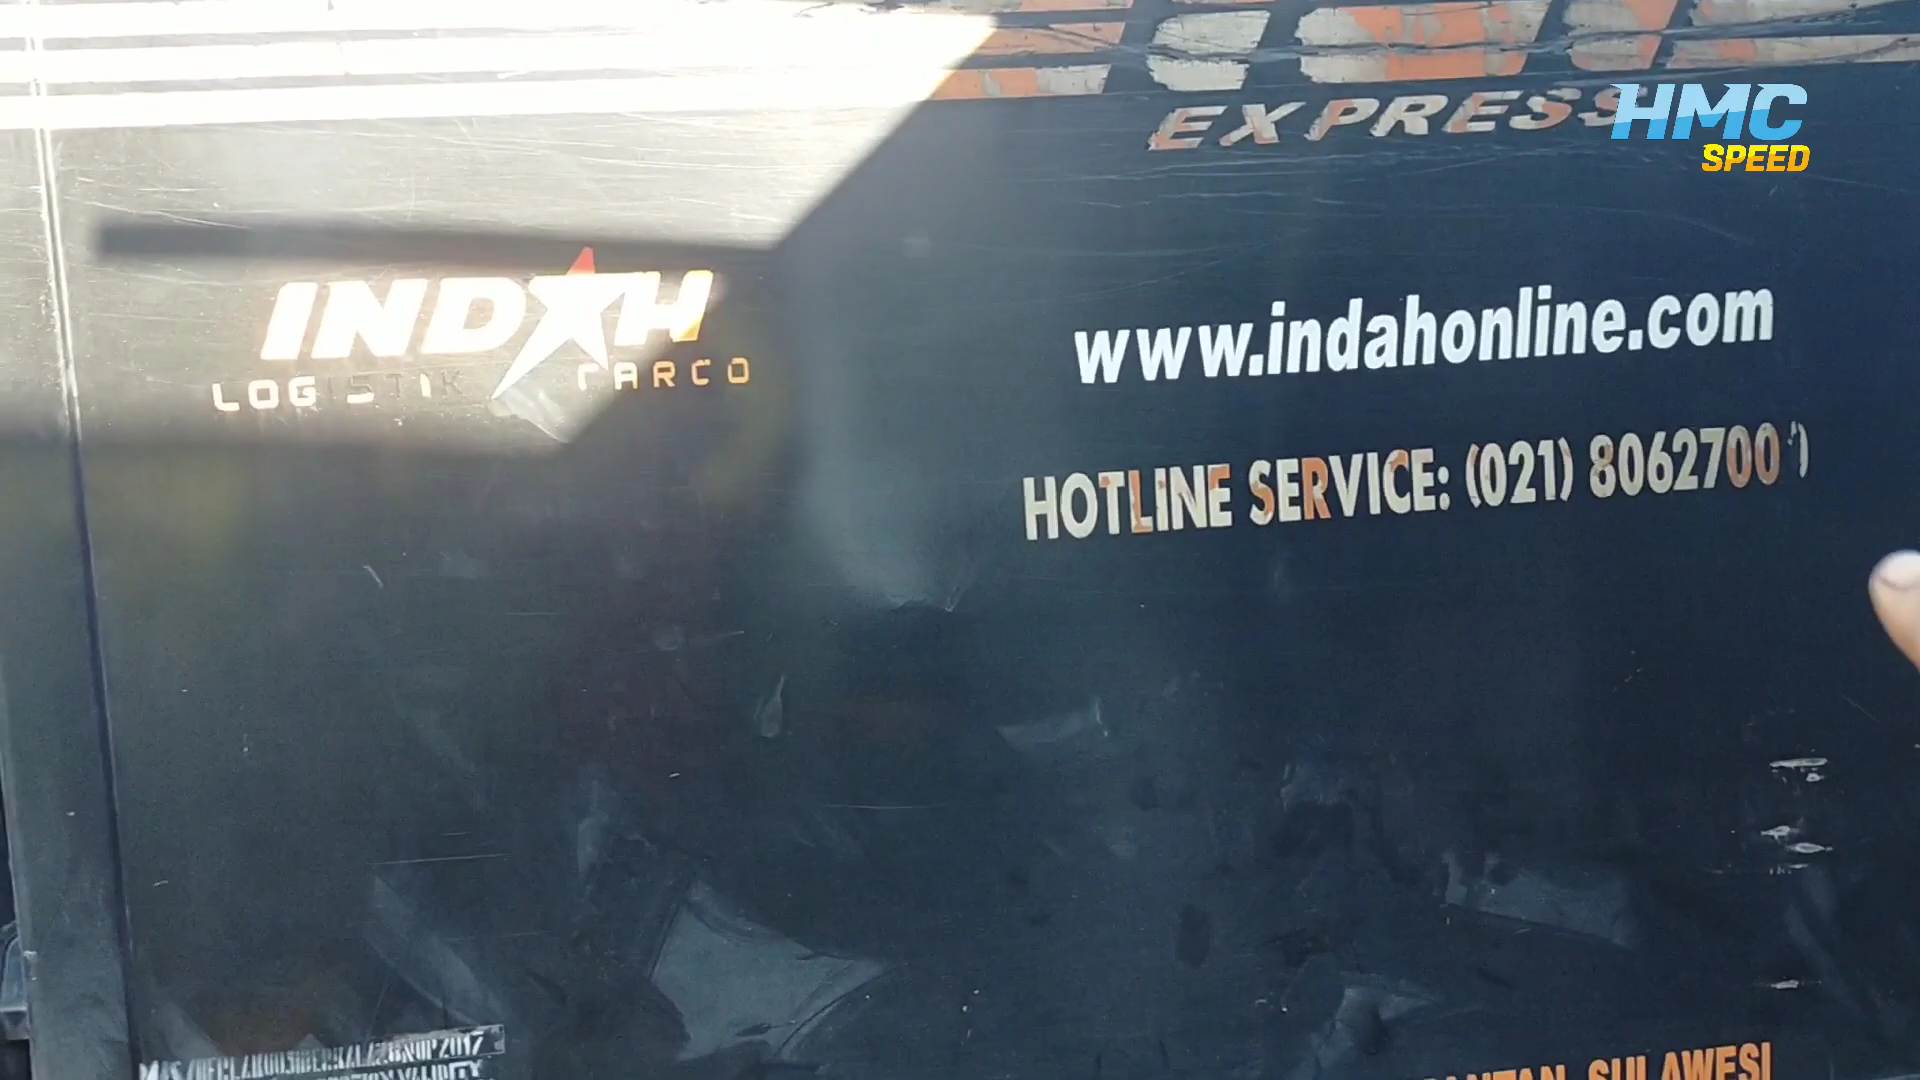 EXPRESS
HMC
SPEED
INDAH
LOGISTIK CARGO
www.indahonline.com
HOTLINE SERVICE: (021) 8062700
SULAWESI